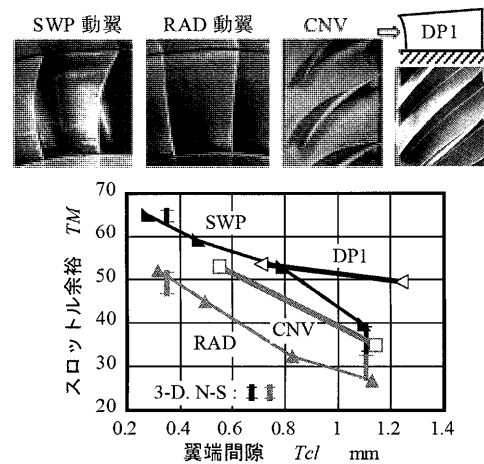 SWP 動翼 RAD 動翼 CNV DP1
70
60
50
40
30
20
スロットル余裕 TM
SWP
DP1
CNV
RAD
3-D. N-S :
0.2 0.4 0.6 0.8 1 1.2 1.4
翼端間隙 Tcl mm